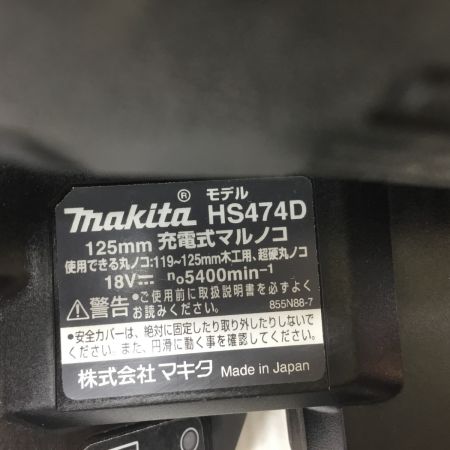 モデル
makita® HS474D
125mm 充電式マルノコ
使用できる丸ノコ:119~125mm木工用、超硬丸ノコ
18V⎓ n₀5400min⁻¹
⚠警告 ●ご使用前に取扱説明書を必ずよく
お読みください。 855N88-7
●安全カバーは、絶対に固定したり取り外したりしないで
ください。また、円滑に動く事を確認してください。
株式会社 マキタ Made in Japan